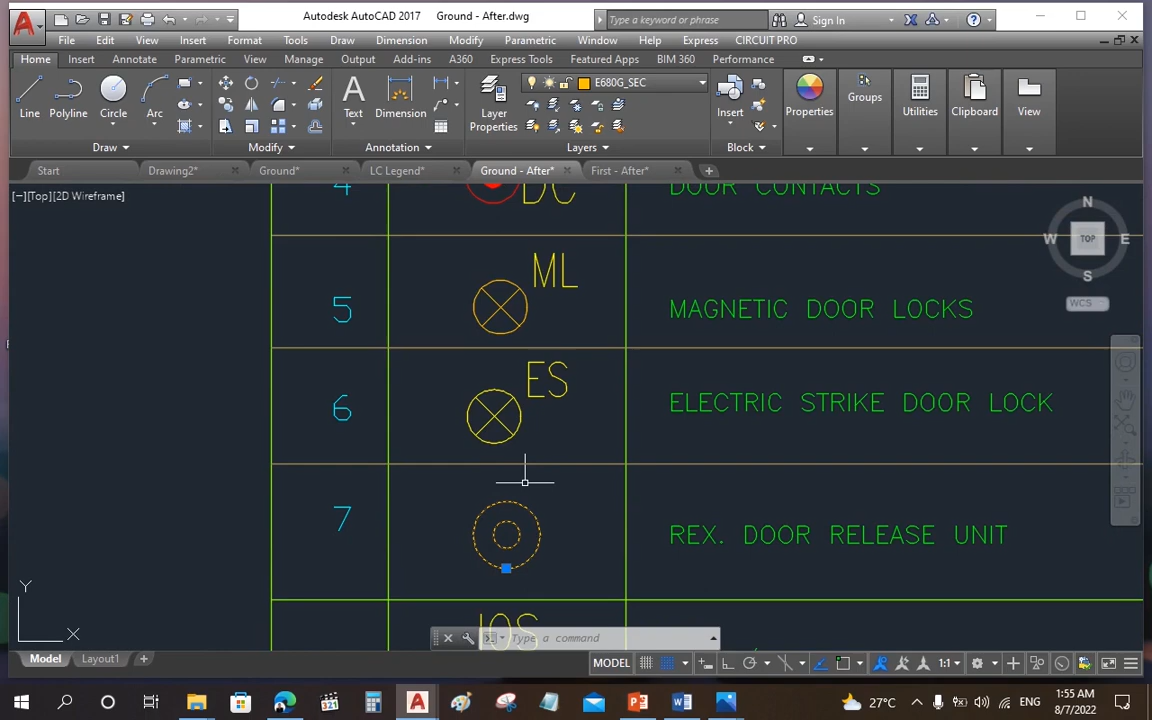 Autodesk AutoCAD 2017 Ground - After.dwg Type a keyword or phrase Sign In
File Edit View Insert Format Tools Draw Dimension Modify Parametric Window Help Express CIRCUIT PRO
Home Insert Annotate Parametric View Manage Output Add-ins A360 Express Tools Featured Apps BIM 360 Performance
E680G_SEC
Line Polyline Circle Arc Text Dimension Layer Properties Insert Properties Groups Utilities Clipboard View
Draw Modify Annotation Layers Block
Start Drawing2* Ground* LC Legend* Ground - After* First - After*
[−][Top][2D Wireframe]
4 DC DOOR CONTACTS
N
W TOP E
S
WCS
ML
5 MAGNETIC DOOR LOCKS
ES
6 ELECTRIC STRIKE DOOR LOCK
7 REX. DOOR RELEASE UNIT
Y
X
Type a command
Model Layout1 MODEL 1:1
27°C ENG 1:55 AM
8/7/2022